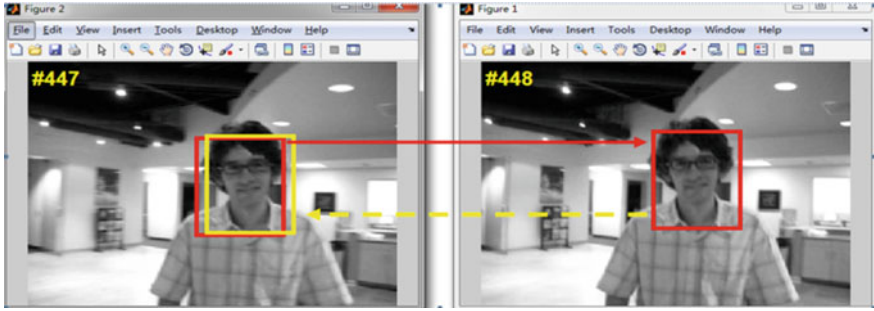 Figure 2
File Edit View Insert Tools Desktop Window Help
#447
Figure 1
File Edit View Insert Tools Desktop Window Help
#448